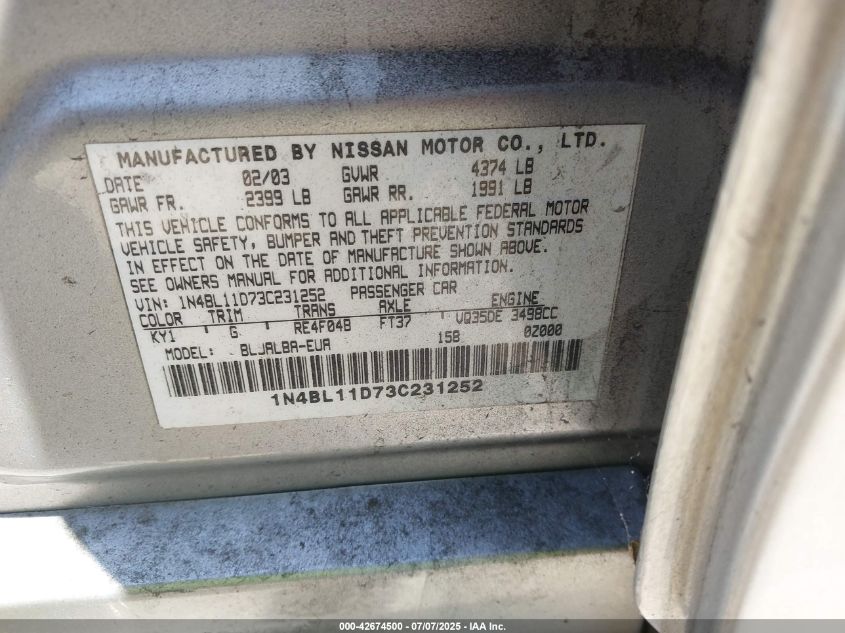 MANUFACTURED BY NISSAN MOTOR CO., LTD.
DATE 02/03 GVWR 4374 LB
GAWR FR. 2399 LB GAWR RR. 1991 LB
THIS VEHICLE CONFORMS TO ALL APPLICABLE FEDERAL MOTOR
VEHICLE SAFETY, BUMPER AND THEFT PREVENTION STANDARDS
IN EFFECT ON THE DATE OF MANUFACTURE SHOWN ABOVE.
SEE OWNERS MANUAL FOR ADDITIONAL INFORMATION.
VIN: 1N4BL11D73C231252 PASSENGER CAR
COLOR TRIM TRANS AXLE ENGINE
KY1 G RE4F04B FT37 VQ35DE 3498CC
MODEL: BLJALBA-EUA 158 02000
1N4BL11D73C231252
000-42674500 | 07/07/2025 - IAA Inc.